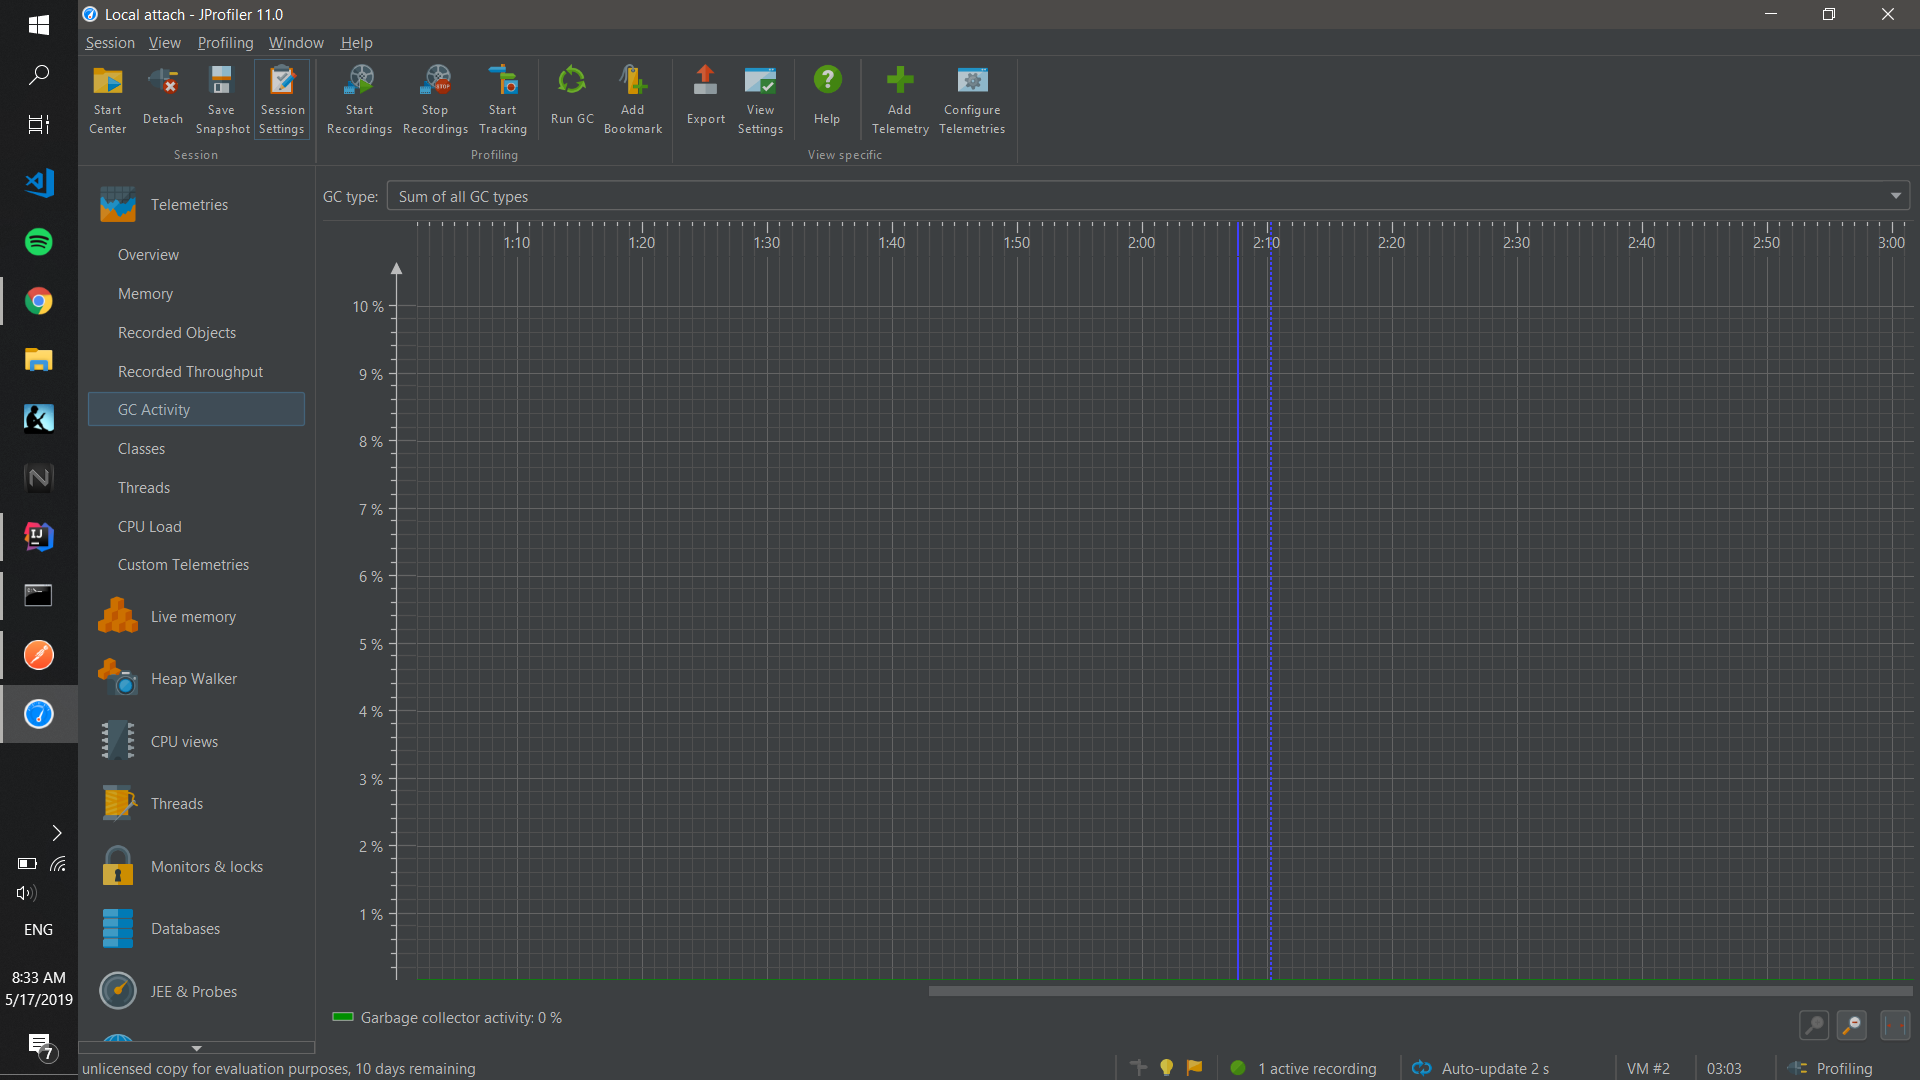 Local attach - JProfiler 11.0
Session View Profiling Window Help
Start Center
Detach
Save Snapshot
Session Settings
Start Recordings
Stop Recordings
Start Tracking
Run GC
Add Bookmark
Export
View Settings
Help
Add Telemetry
Configure Telemetries
Session
Profiling
View specific
Telemetries
Overview
Memory
Recorded Objects
Recorded Throughput
GC Activity
Classes
Threads
CPU Load
Custom Telemetries
Live memory
Heap Walker
CPU views
Threads
Monitors & locks
Databases
JEE & Probes
GC type: Sum of all GC types
1:10 1:20 1:30 1:40 1:50 2:00 2:10 2:20 2:30 2:40 2:50 3:00
10 %
9 %
8 %
7 %
6 %
5 %
4 %
3 %
2 %
1 %
Garbage collector activity: 0 %
unlicensed copy for evaluation purposes, 10 days remaining
1 active recording
Auto-update 2 s
VM #2
03:03
Profiling
ENG
8:33 AM
5/17/2019
7